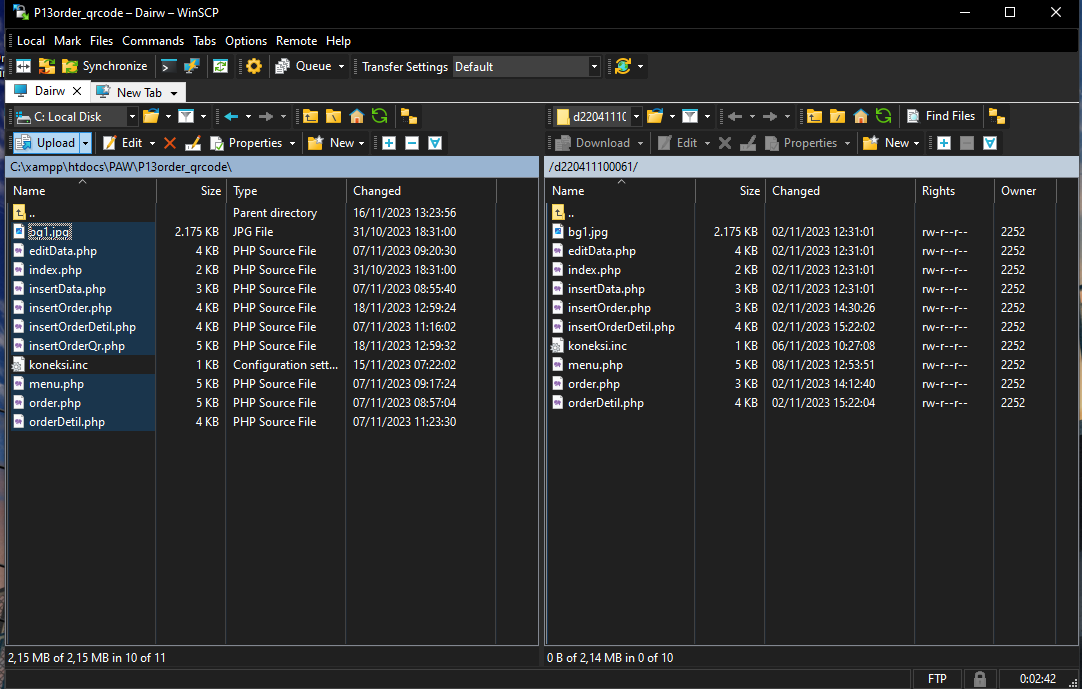 P13order_qrcode – Dairw – WinSCP
Local Mark Files Commands Tabs Options Remote Help
Synchronize Queue Transfer Settings Default
Dairw New Tab
C: Local Disk d22041110 Find Files
Upload Edit Properties New Download Edit Properties New
C:\xampp\htdocs\PAW\P13order_qrcode\ /d220411100061/
Name Size Type Changed Name Size Changed Rights Owner
.. Parent directory 16/11/2023 13:23:56 ..
bg1.jpg 2.175 KB JPG File 31/10/2023 18:31:00 bg1.jpg 2.175 KB 02/11/2023 12:31:01 rw-r--r-- 2252
editData.php 4 KB PHP Source File 07/11/2023 09:20:30 editData.php 4 KB 02/11/2023 12:31:01 rw-r--r-- 2252
index.php 2 KB PHP Source File 31/10/2023 18:31:00 index.php 2 KB 02/11/2023 12:31:01 rw-r--r-- 2252
insertData.php 3 KB PHP Source File 07/11/2023 08:55:40 insertData.php 3 KB 02/11/2023 12:31:01 rw-r--r-- 2252
insertOrder.php 4 KB PHP Source File 18/11/2023 12:59:24 insertOrder.php 3 KB 02/11/2023 14:30:26 rw-r--r-- 2252
insertOrderDetil.php 4 KB PHP Source File 07/11/2023 11:16:02 insertOrderDetil.php 4 KB 02/11/2023 15:22:02 rw-r--r-- 2252
insertOrderQr.php 5 KB PHP Source File 18/11/2023 12:59:32 koneksi.inc 1 KB 06/11/2023 10:27:08 rw-r--r-- 2252
koneksi.inc 1 KB Configuration sett... 15/11/2023 07:22:02 menu.php 5 KB 08/11/2023 12:53:51 rw-r--r-- 2252
menu.php 5 KB PHP Source File 07/11/2023 09:17:24 order.php 3 KB 02/11/2023 14:12:40 rw-r--r-- 2252
order.php 5 KB PHP Source File 07/11/2023 08:57:04 orderDetil.php 4 KB 02/11/2023 15:22:04 rw-r--r-- 2252
orderDetil.php 4 KB PHP Source File 07/11/2023 11:23:30
2,15 MB of 2,15 MB in 10 of 11 0 B of 2,14 MB in 0 of 10
FTP 0:02:42